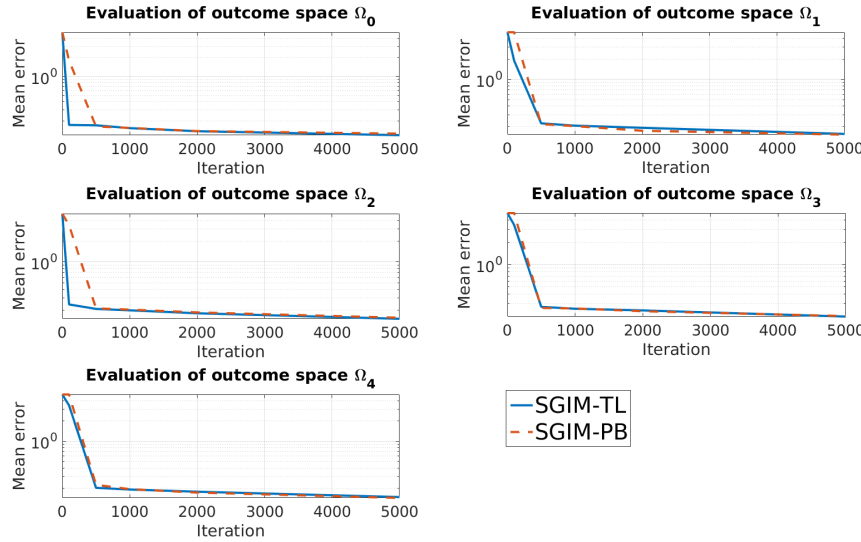 Evaluation of outcome space Ω0
Mean error
10^0
0 1000 2000 3000 4000 5000
Iteration
Evaluation of outcome space Ω1
Mean error
10^0
0 1000 2000 3000 4000 5000
Iteration
Evaluation of outcome space Ω2
Mean error
10^0
0 1000 2000 3000 4000 5000
Iteration
Evaluation of outcome space Ω3
Mean error
10^0
0 1000 2000 3000 4000 5000
Iteration
Evaluation of outcome space Ω4
Mean error
10^0
0 1000 2000 3000 4000 5000
Iteration
SGIM-TL
SGIM-PB